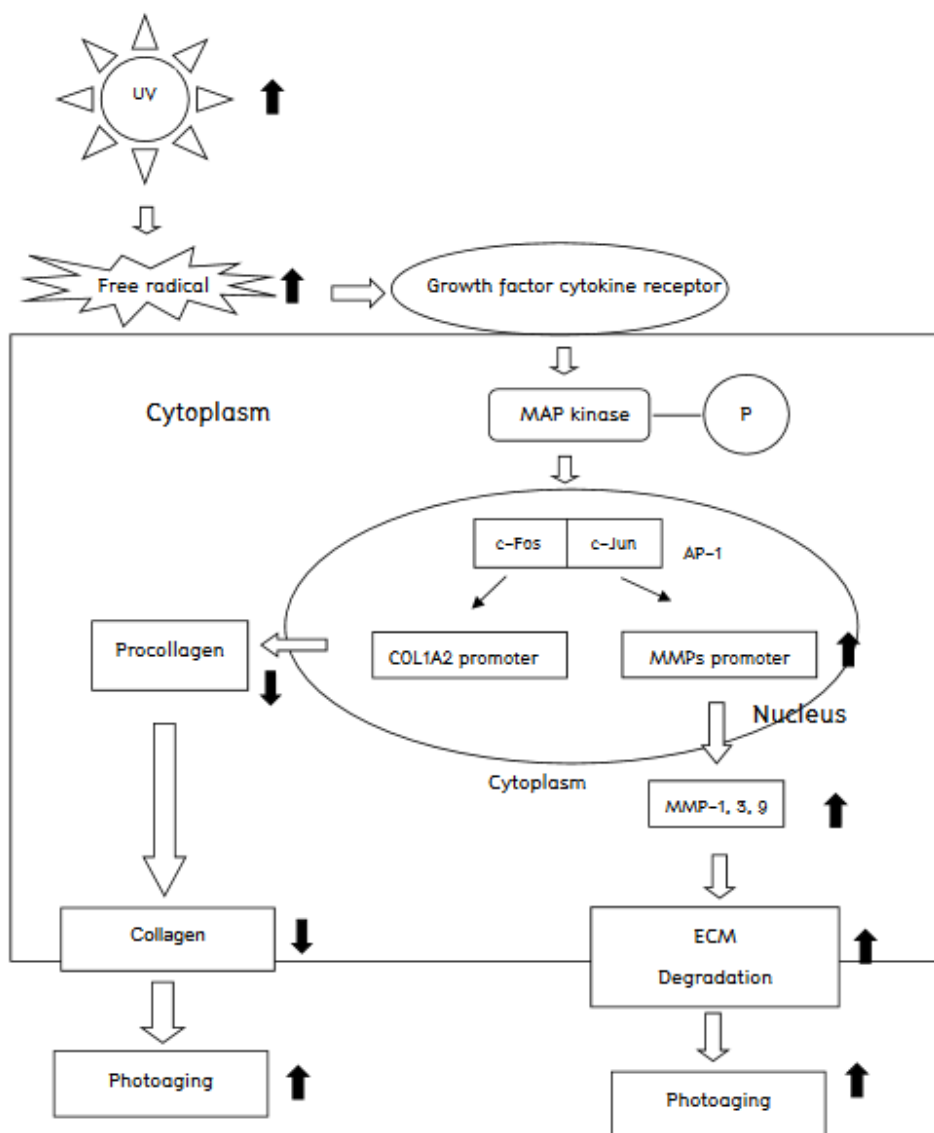 UV
Free radical
Growth factor cytokine receptor
Cytoplasm
MAP kinase
P
c-Fos
c-Jun
AP-1
Procollagen
COL1A2 promoter
MMPs promoter
Nucleus
Cytoplasm
MMP-1, 3, 9
Collagen
ECM
Degradation
Photoaging
Photoaging